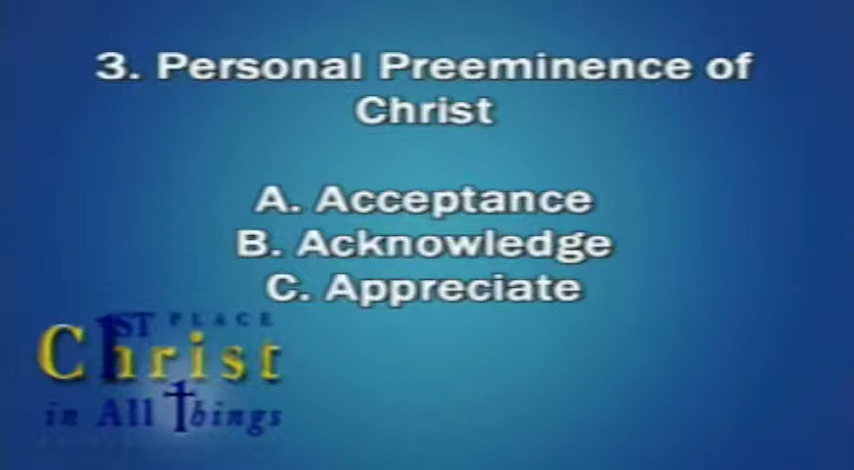 3. Personal Preeminence of
Christ
A. Acceptance
B. Acknowledge
C. Appreciate
1ST PLACE
Christ
in All Things